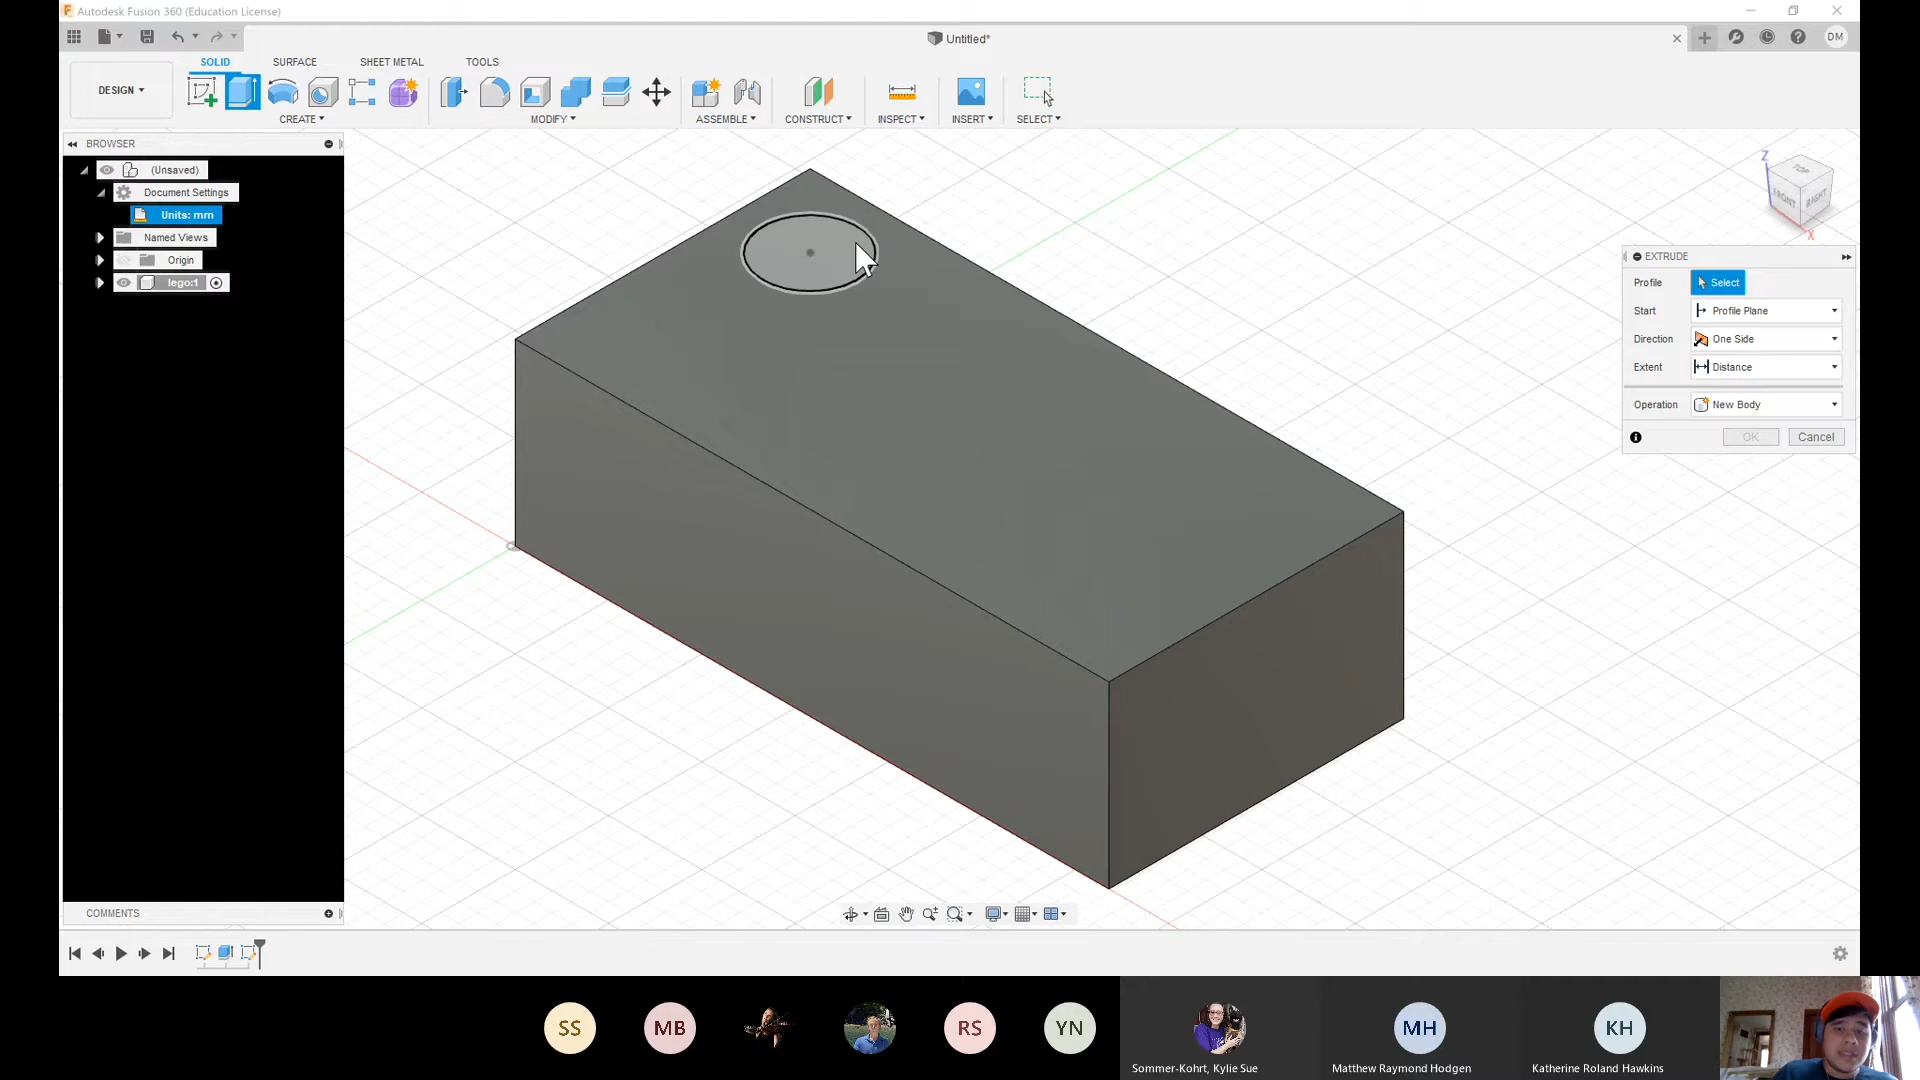 Autodesk Fusion 360 (Education License)
Untitled*
DM
SOLID SURFACE SHEET METAL TOOLS
DESIGN
CREATE MODIFY ASSEMBLE CONSTRUCT INSPECT INSERT SELECT
BROWSER
(Unsaved)
Document Settings
Units: mm
Named Views
Origin
lego:1
Z
TOP
FRONT
RIGHT
X
EXTRUDE
Profile Select
Start Profile Plane
Direction One Side
Extent Distance
Operation New Body
OK Cancel
COMMENTS
SS MB RS YN MH KH
Sommer-Kohrt, Kylie Sue
Matthew Raymond Hodgen
Katherine Roland Hawkins